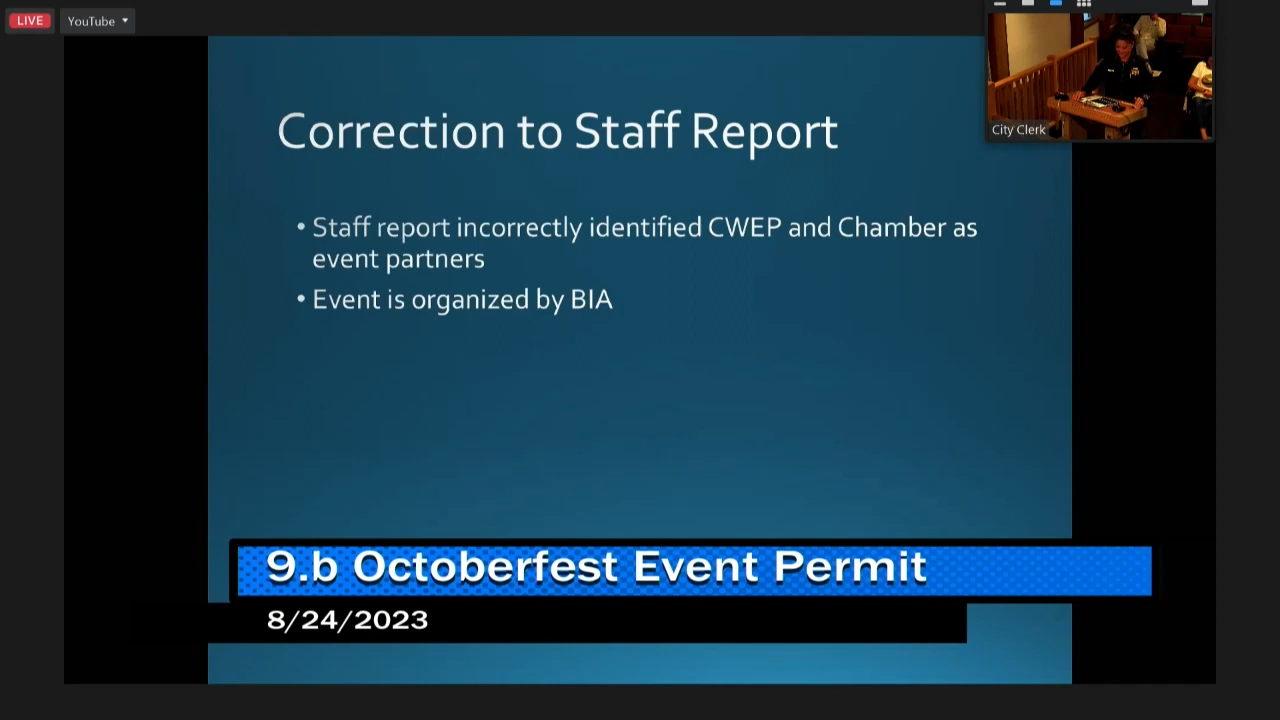 LIVE
YouTube
City Clerk
Correction to Staff Report
• Staff report incorrectly identified CWEP and Chamber as
event partners
• Event is organized by BIA
9.b Octoberfest Event Permit
8/24/2023